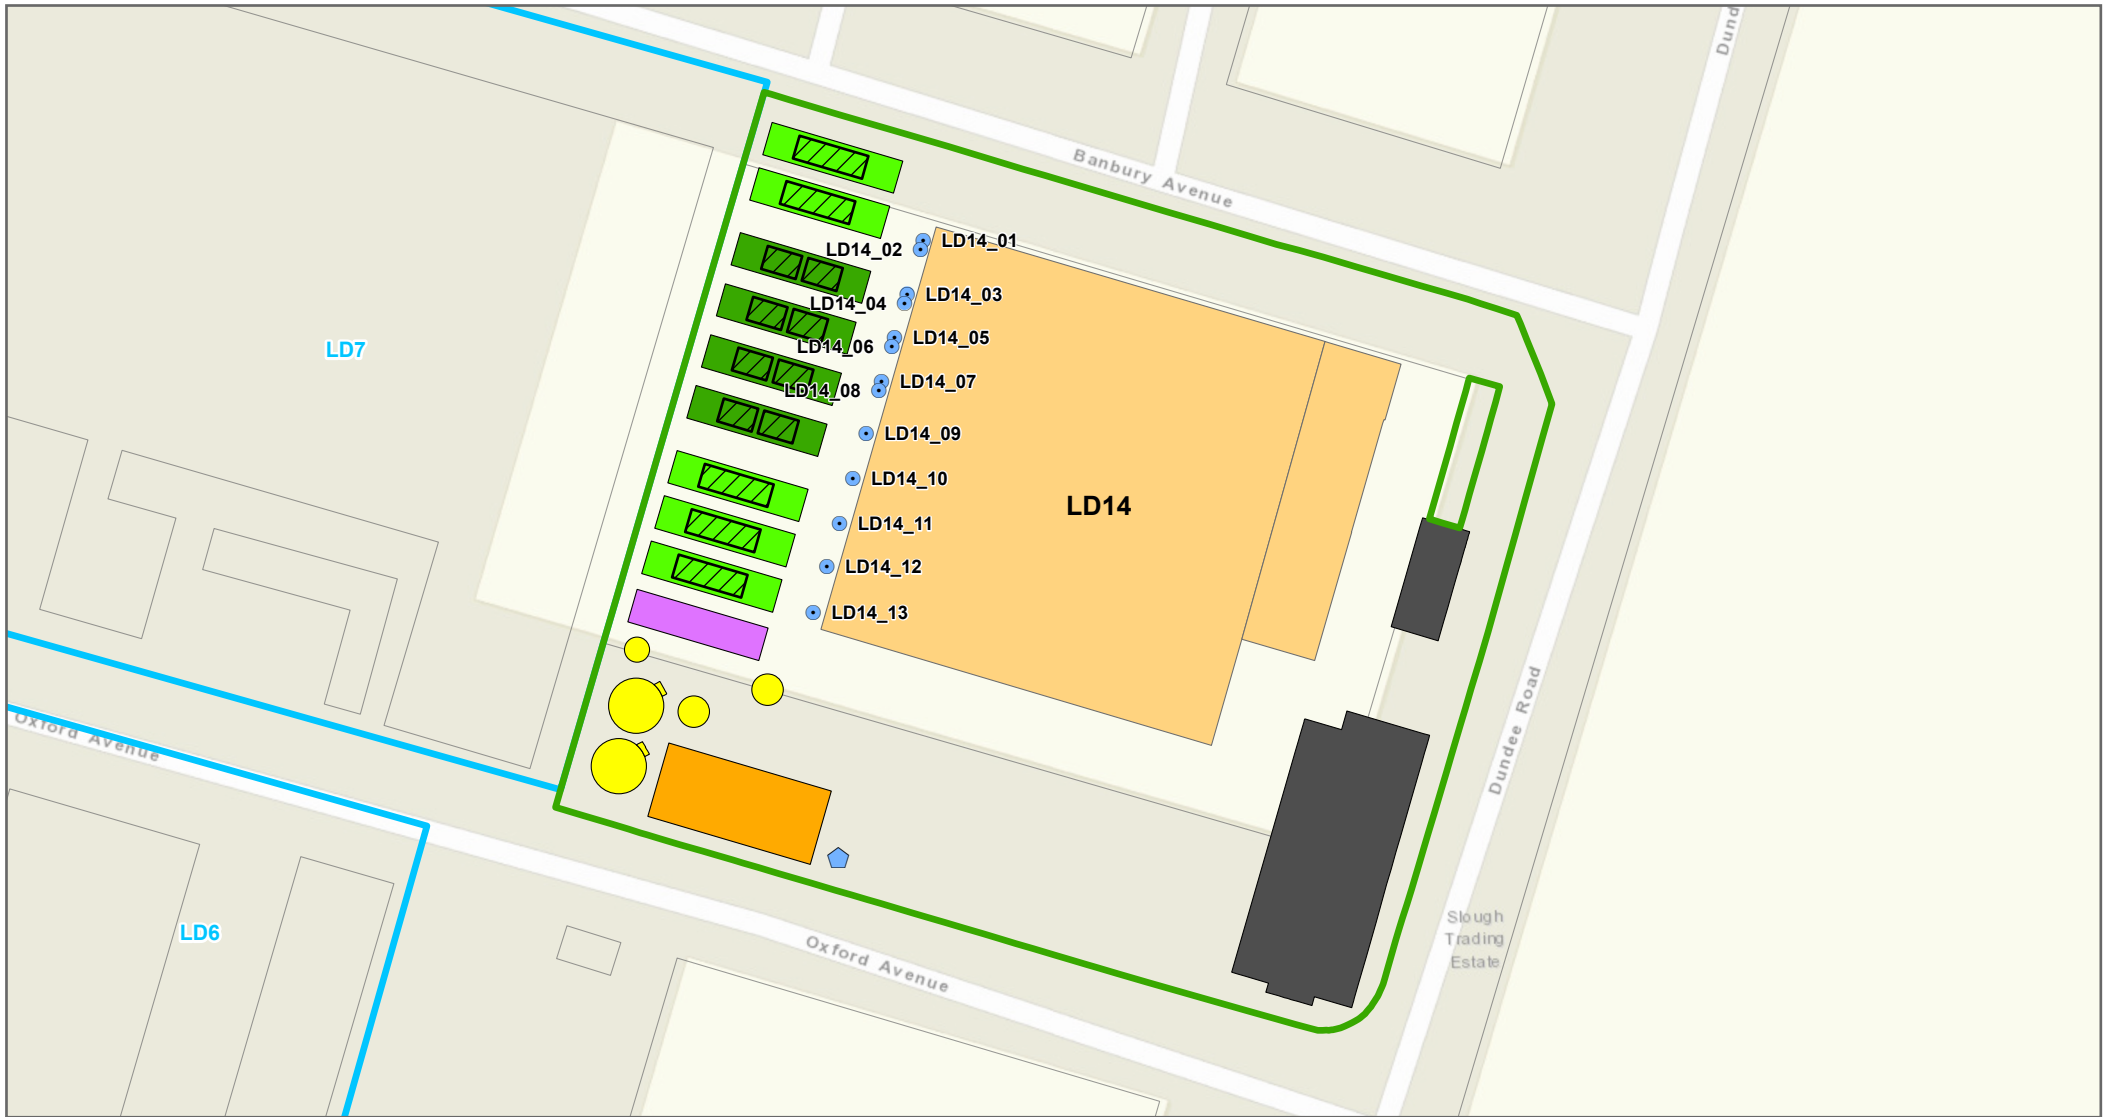 Dund
Banbury Avenue
LD14_01
LD14_02
LD14_03
LD14_04
LD14_05
LD14_06
LD7
LD14_07
LD14_08
LD14_09
LD14_10
LD14
LD14_11
LD14_12
LD14_13
Dundee Road
Oxford Avenue
LD6
Oxford Avenue
Slough
Trading
Estate